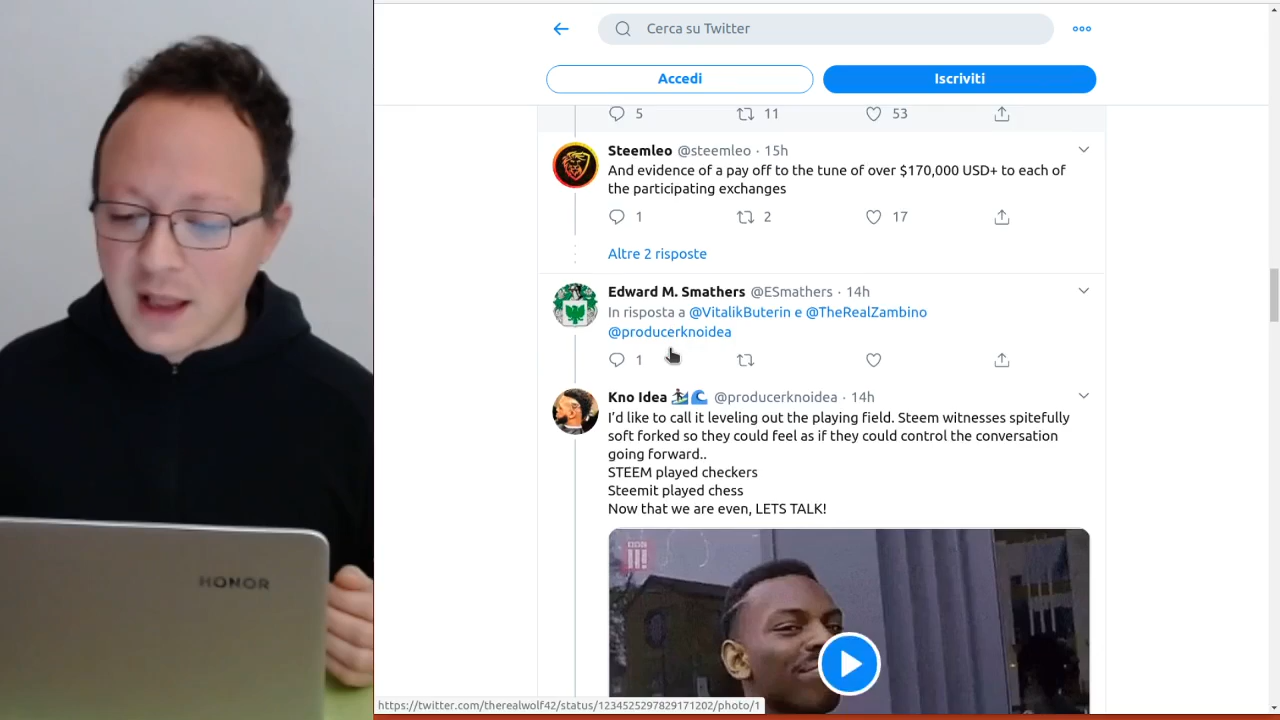 Cerca su Twitter
Accedi
Iscriviti
5 11 53
Steemleo @steemleo · 15h
And evidence of a pay off to the tune of over $170,000 USD+ to each of
the participating exchanges
1 2 17
Altre 2 risposte
Edward M. Smathers @ESmathers · 14h
In risposta a @VitalikButerin e @TheRealZambino
@producerknoidea
1
Kno Idea @producerknoidea · 14h
I'd like to call it leveling out the playing field. Steem witnesses spitefully
soft forked so they could feel as if they could control the conversation
going forward..
STEEM played checkers
Steemit played chess
Now that we are even, LETS TALK!
HONOR
https://twitter.com/therealwolf42/status/1234525297829171202/photo/1